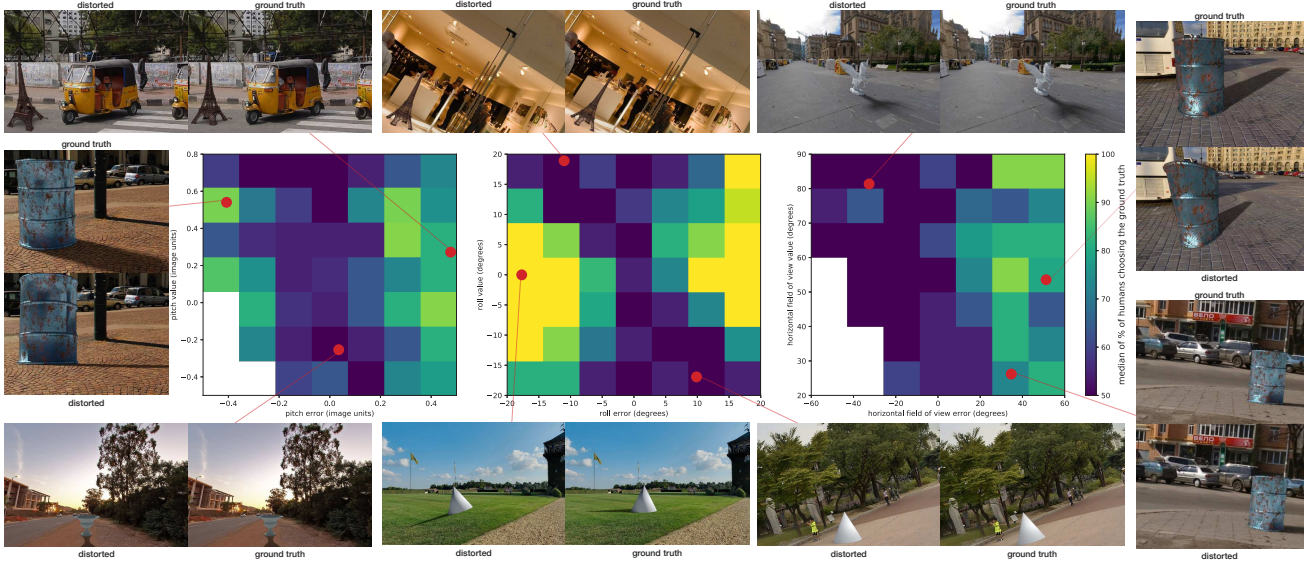 distorted
ground truth
distorted
ground truth
distorted
ground truth
ground truth
ground truth
distorted
pitch value (image units)
0.8
0.6
0.4
0.2
0.0
−0.2
−0.4
−0.4
−0.2
0.0
0.2
0.4
pitch error (image units)
roll value (degrees)
20
15
10
5
0
−5
−10
−15
−20
−20
−15
−10
−5
0
5
10
15
20
roll error (degrees)
horizontal field of view value (degrees)
90
80
70
60
50
40
30
20
−60
−40
−20
0
20
40
60
horizontal field of view error (degrees)
100
90
80
70
60
50
median of % of humans choosing the ground truth
distorted
ground truth
distorted
distorted
ground truth
distorted
ground truth
distorted
ground truth